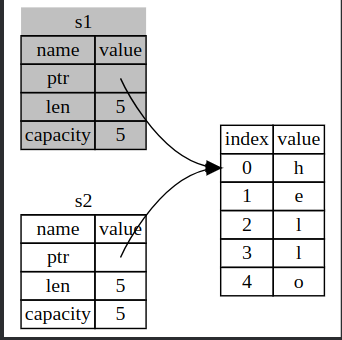 s1
name value
ptr
len 5
capacity 5
index value
0 h
1 e
2 l
3 l
4 o
s2
name value
ptr
len 5
capacity 5